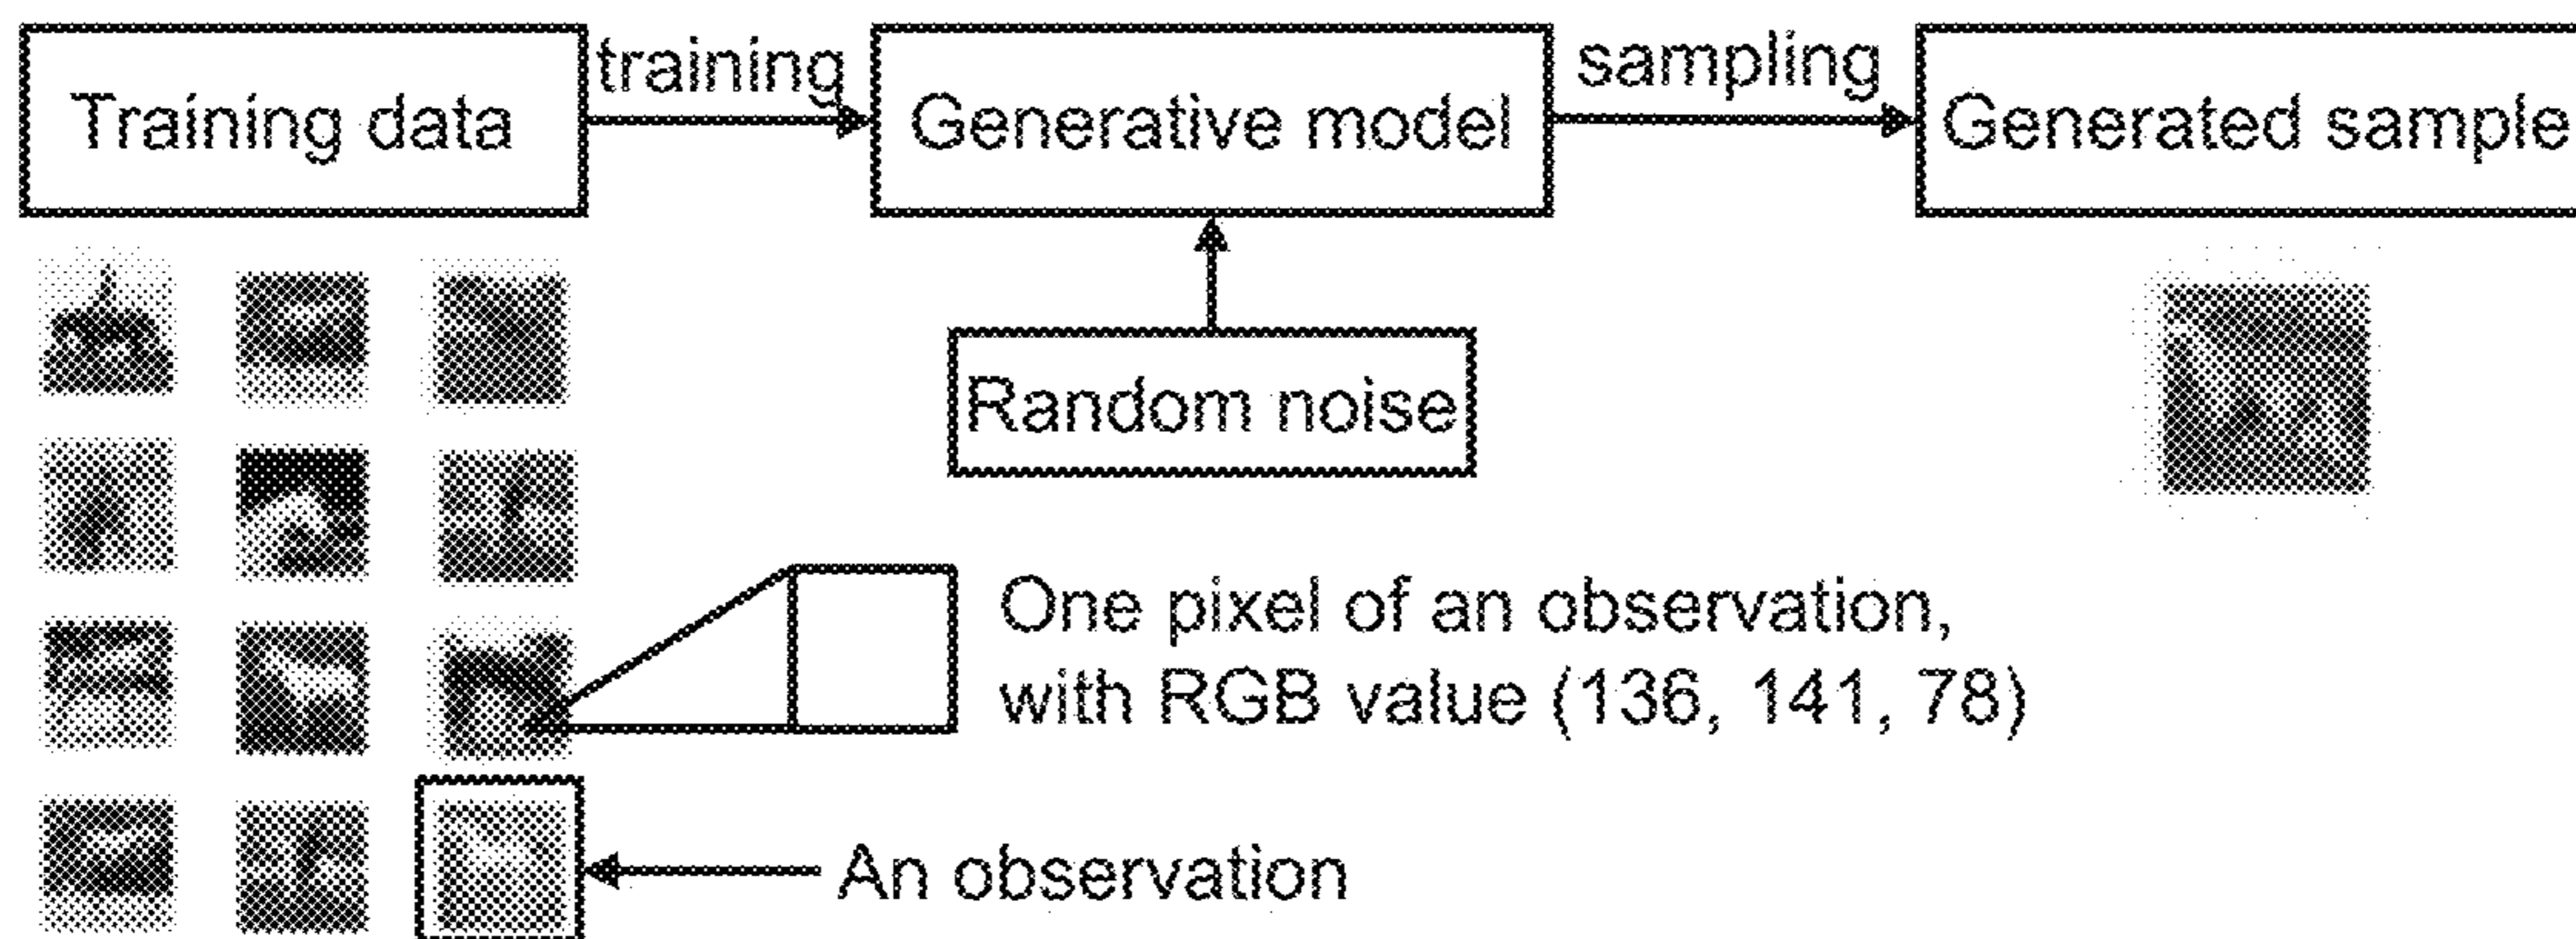 Training data
training
Generative model
sampling
Generated sample
Random noise
One pixel of an observation,
with RGB value (136, 141, 78)
An observation